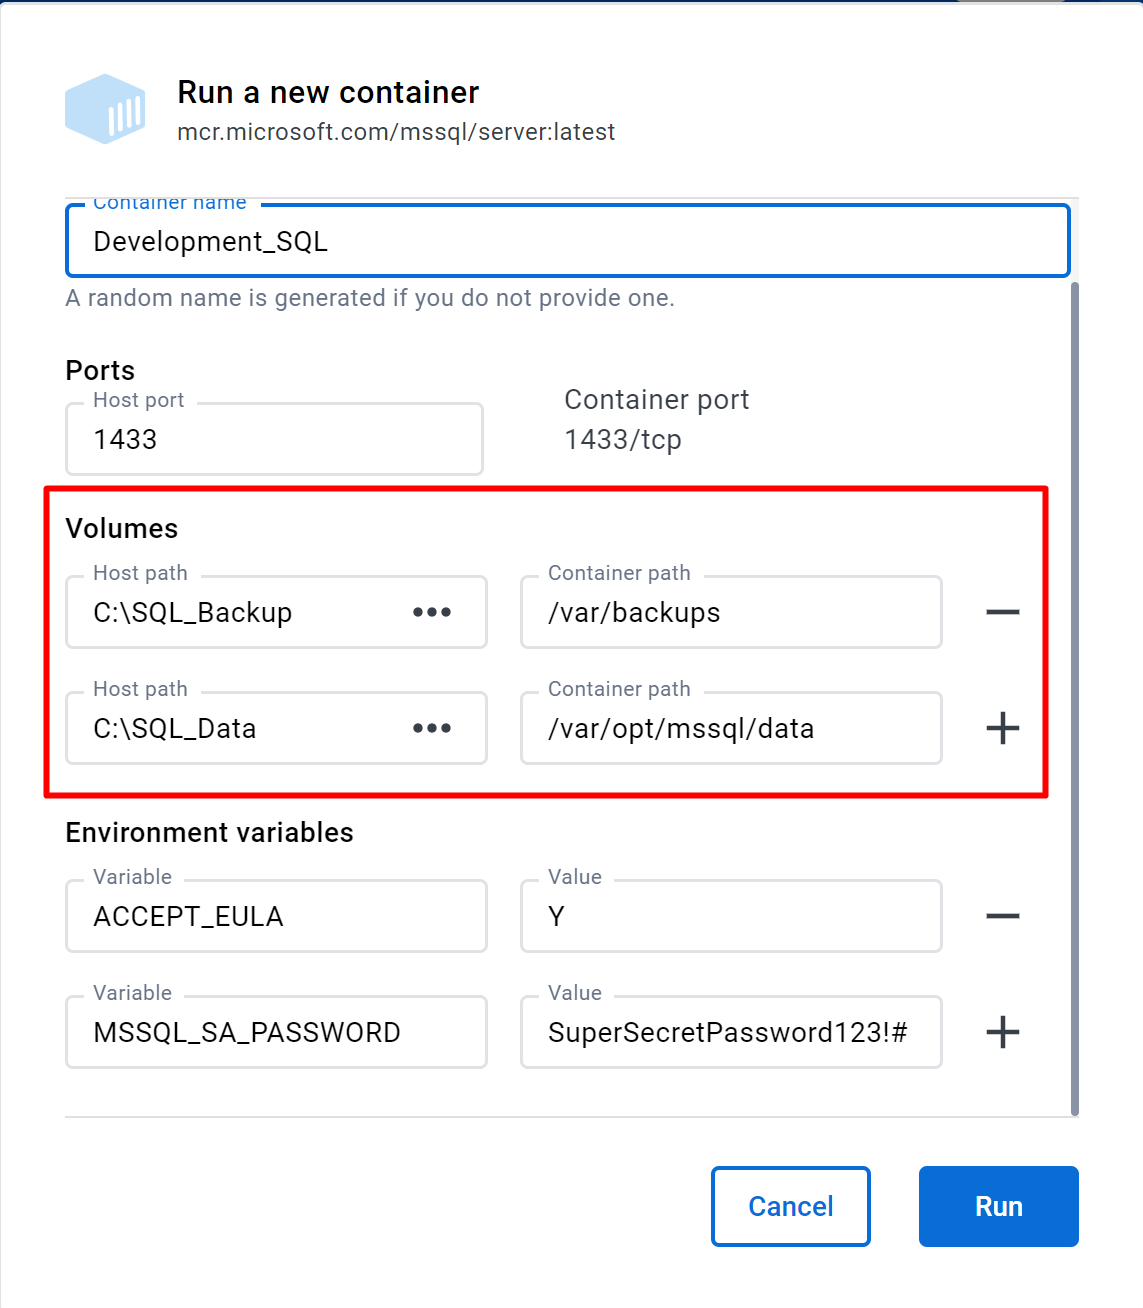 Run a new container
mcr.microsoft.com/mssql/server:latest
Container name
Development_SQL
A random name is generated if you do not provide one.
Ports
Host port
1433
Container port
1433/tcp
Volumes
Host path
C:\SQL_Backup
Container path
/var/backups
Host path
C:\SQL_Data
Container path
/var/opt/mssql/data
Environment variables
Variable
ACCEPT_EULA
Value
Y
Variable
MSSQL_SA_PASSWORD
Value
SuperSecretPassword123!#
Cancel
Run